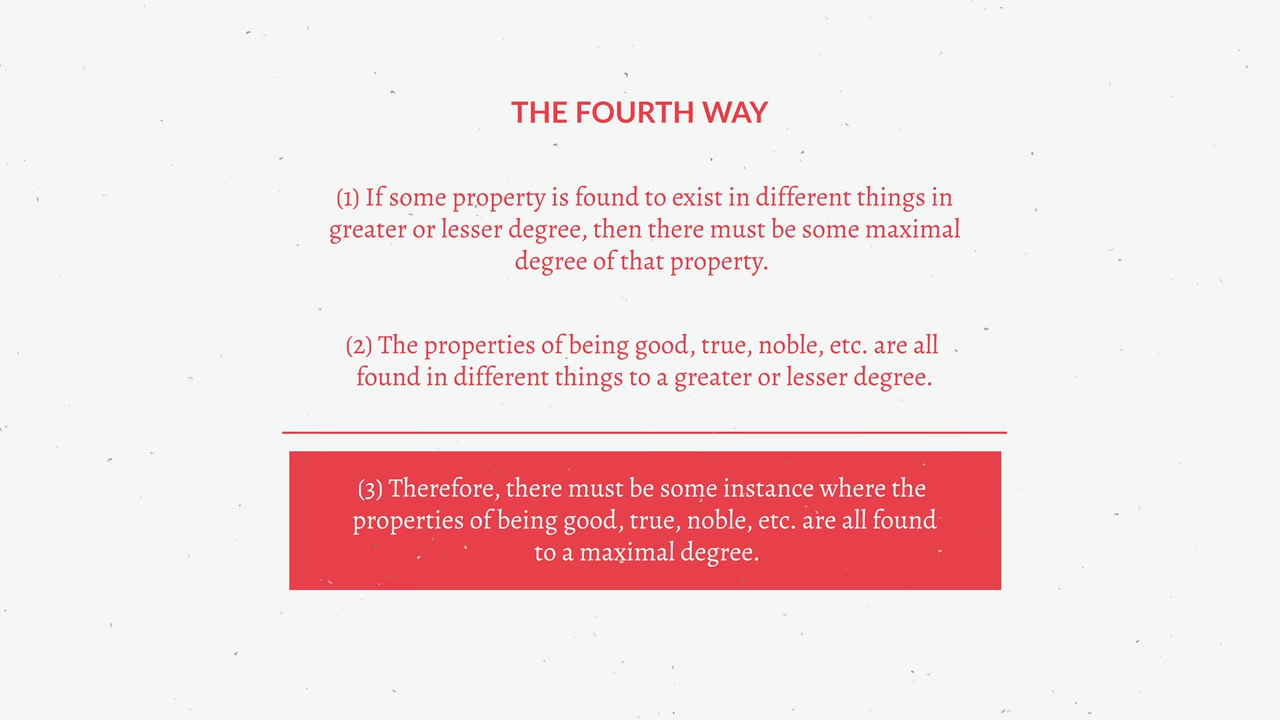 THE FOURTH WAY
(1) If some property is found to exist in different things in
greater or lesser degree, then there must be some maximal
degree of that property.
(2) The properties of being good, true, noble, etc. are all
found in different things to a greater or lesser degree.
(3) Therefore, there must be some instance where the
properties of being good, true, noble, etc. are all found
to a maximal degree.